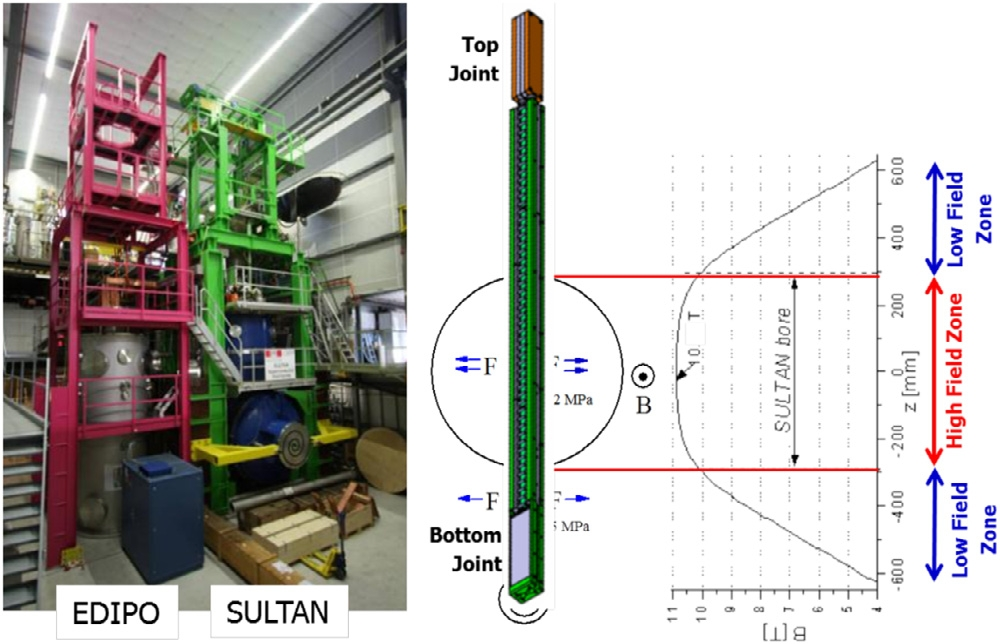 EDIPO
SULTAN
Top
Joint
F
F
F
2 MPa
B
F
F
MPa
Bottom
Joint
SULTAN bore
z [mm]
600
400
200
0
-200
-400
-600
11
10
9
8
7
6
5
4
B [T]
Low Field
Zone
High Field Zone
Low Field
Zone